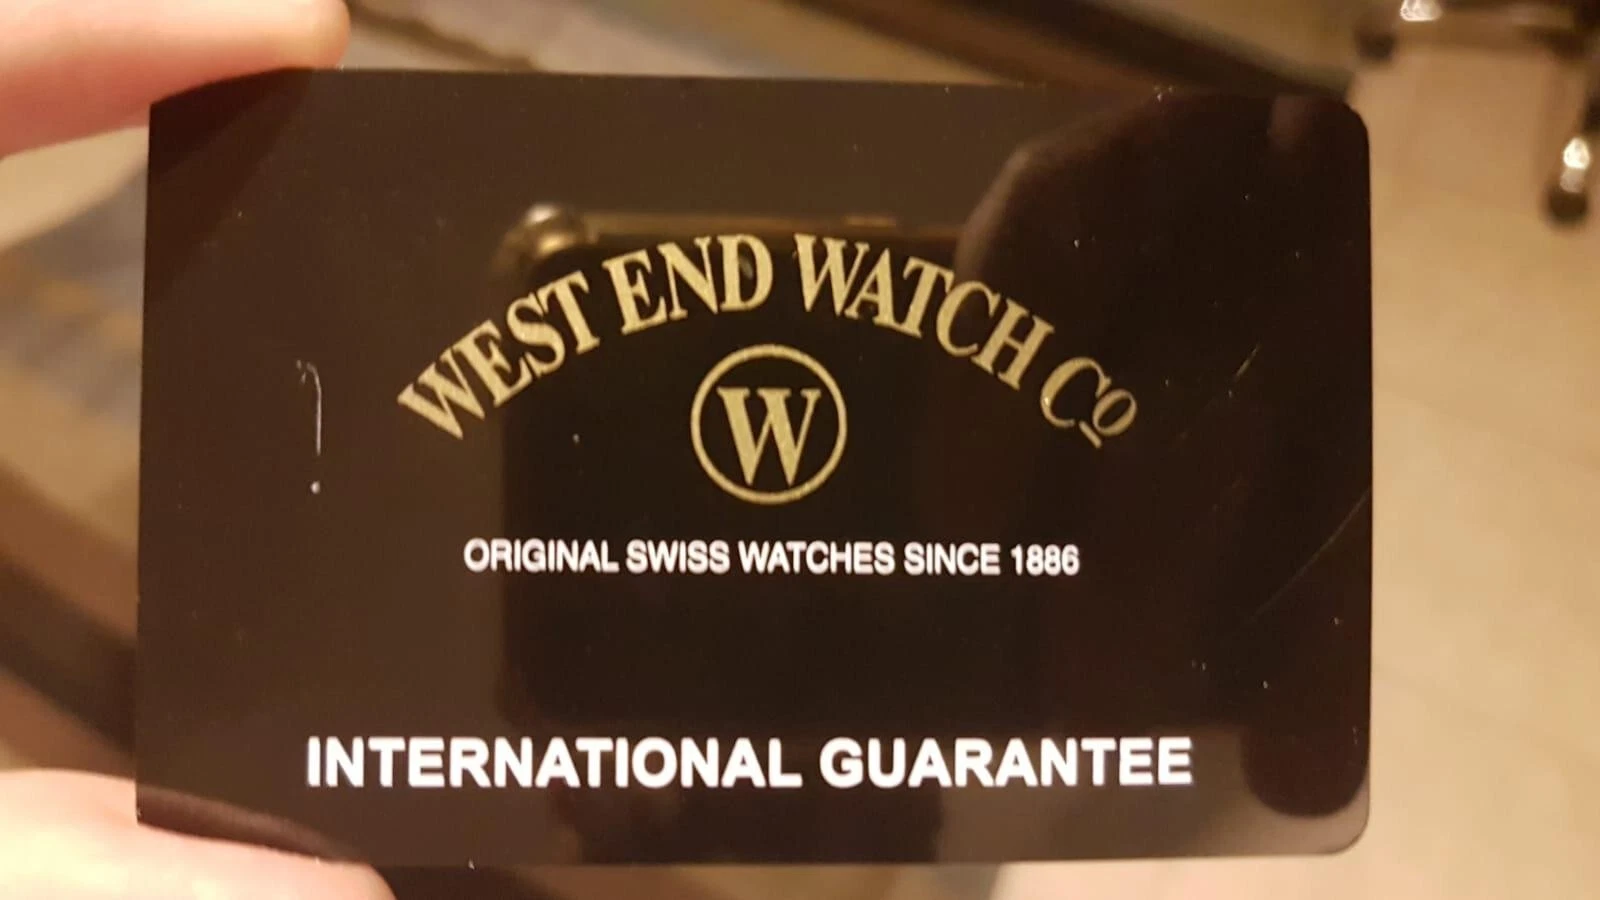 WEST END WATCH Co
W
ORIGINAL SWISS WATCHES SINCE 1886
INTERNATIONAL GUARANTEE